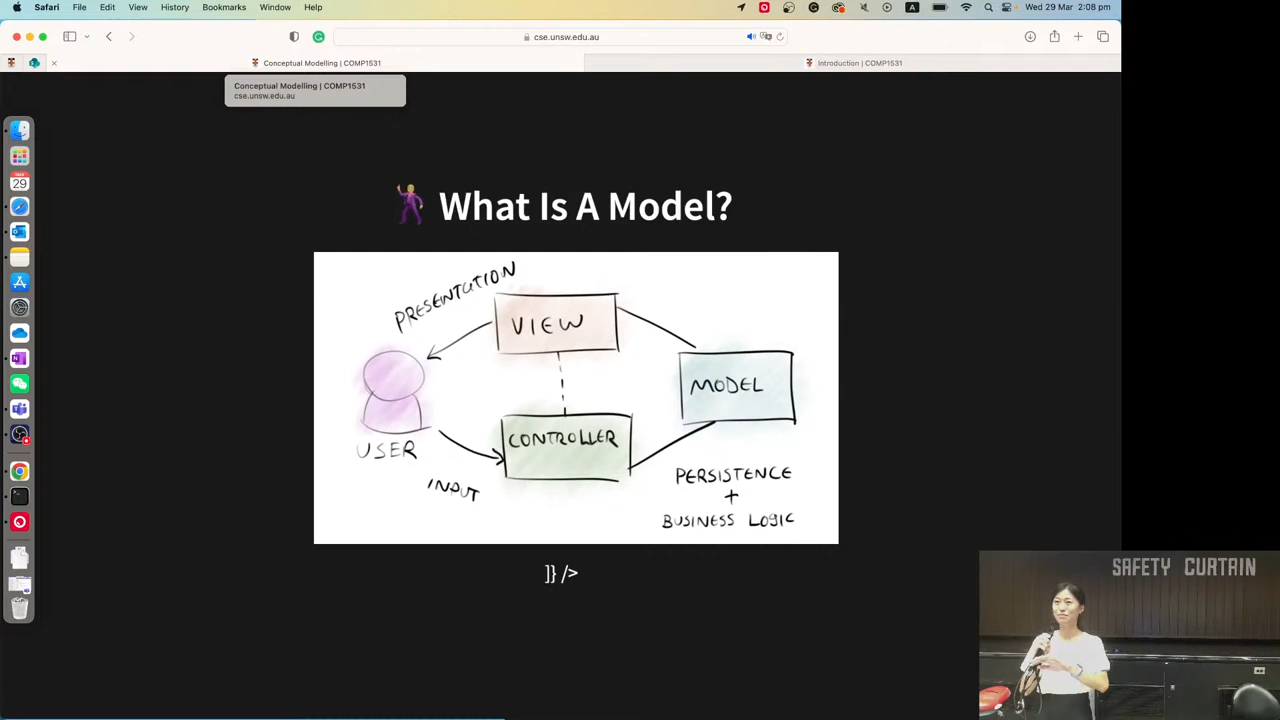 Safari File Edit View History Bookmarks Window Help
A
Wed 29 Mar 2:08 pm
cse.unsw.edu.au
Conceptual Modelling | COMP1531
Introduction | COMP1531
Conceptual Modelling | COMP1531
cse.unsw.edu.au
29
What Is A Model?
PRESENTATION
VIEW
MODEL
CONTROLLER
USER
INPUT
PERSISTENCE
+
BUSINESS LOGIC
]} />
SAFETY CURTAIN